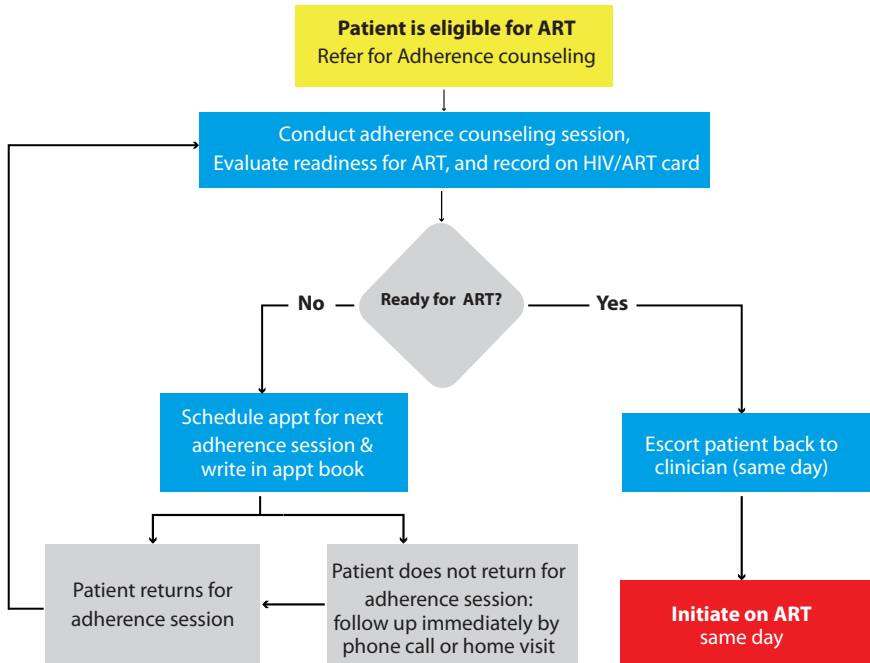 Patient is eligible for ART
Refer for Adherence counseling
Conduct adherence counseling session,
Evaluate readiness for ART, and record on HIV/ART card
Ready for ART?
No
Yes
Schedule appt for next
adherence session &
write in appt book
Escort patient back to
clinician (same day)
Patient returns for
adherence session
Patient does not return for
adherence session:
follow up immediately by
phone call or home visit
Initiate on ART
same day